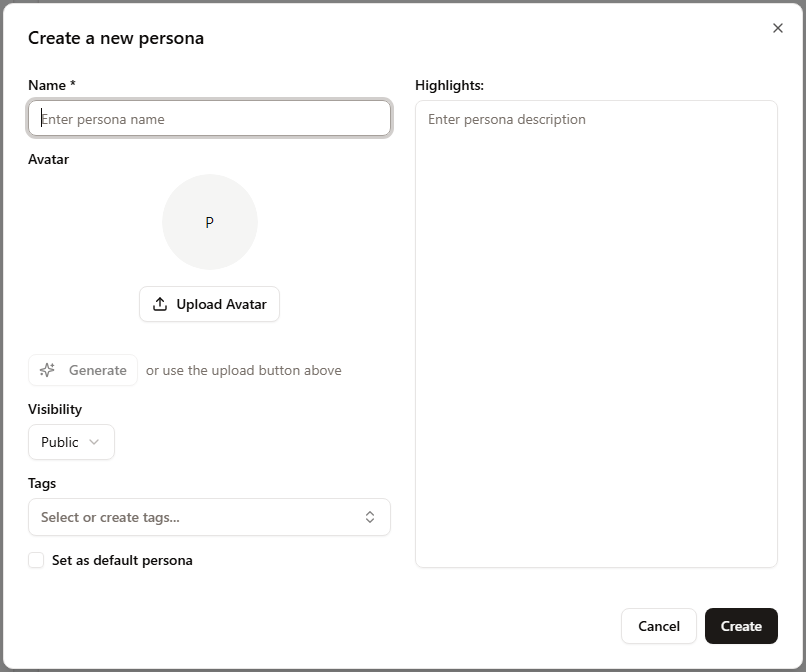 Create a new persona
Name *
Enter persona name
Avatar
P
Upload Avatar
Generate or use the upload button above
Visibility
Public
Tags
Select or create tags...
Set as default persona
Highlights:
Enter persona description
Cancel
Create